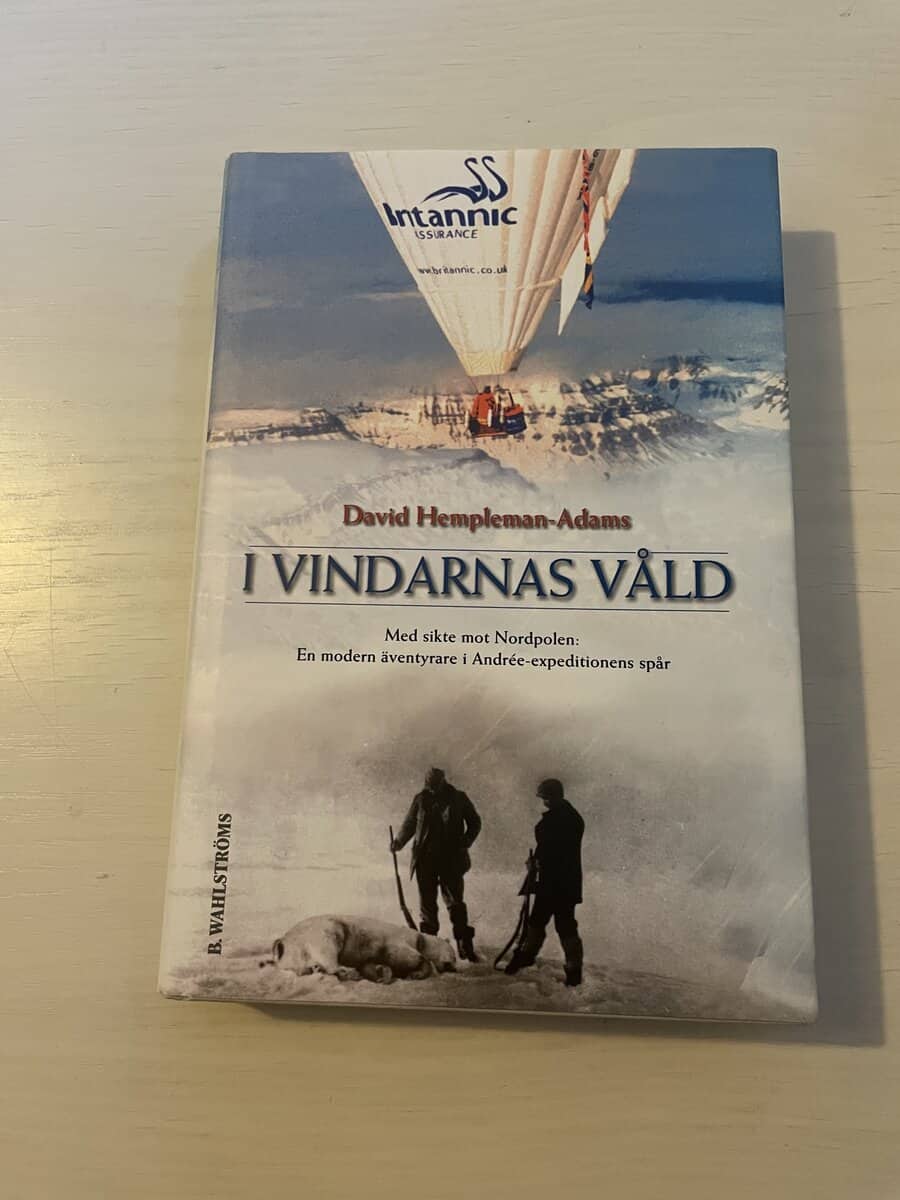 Britannic
ASSURANCE
www.britannic.co.uk
David Hempleman-Adams
I VINDARNAS VÅLD
Med sikte mot Nordpolen:
En modern äventyrare i Andrée-expeditionens spår
B. WAHLSTRÖMS